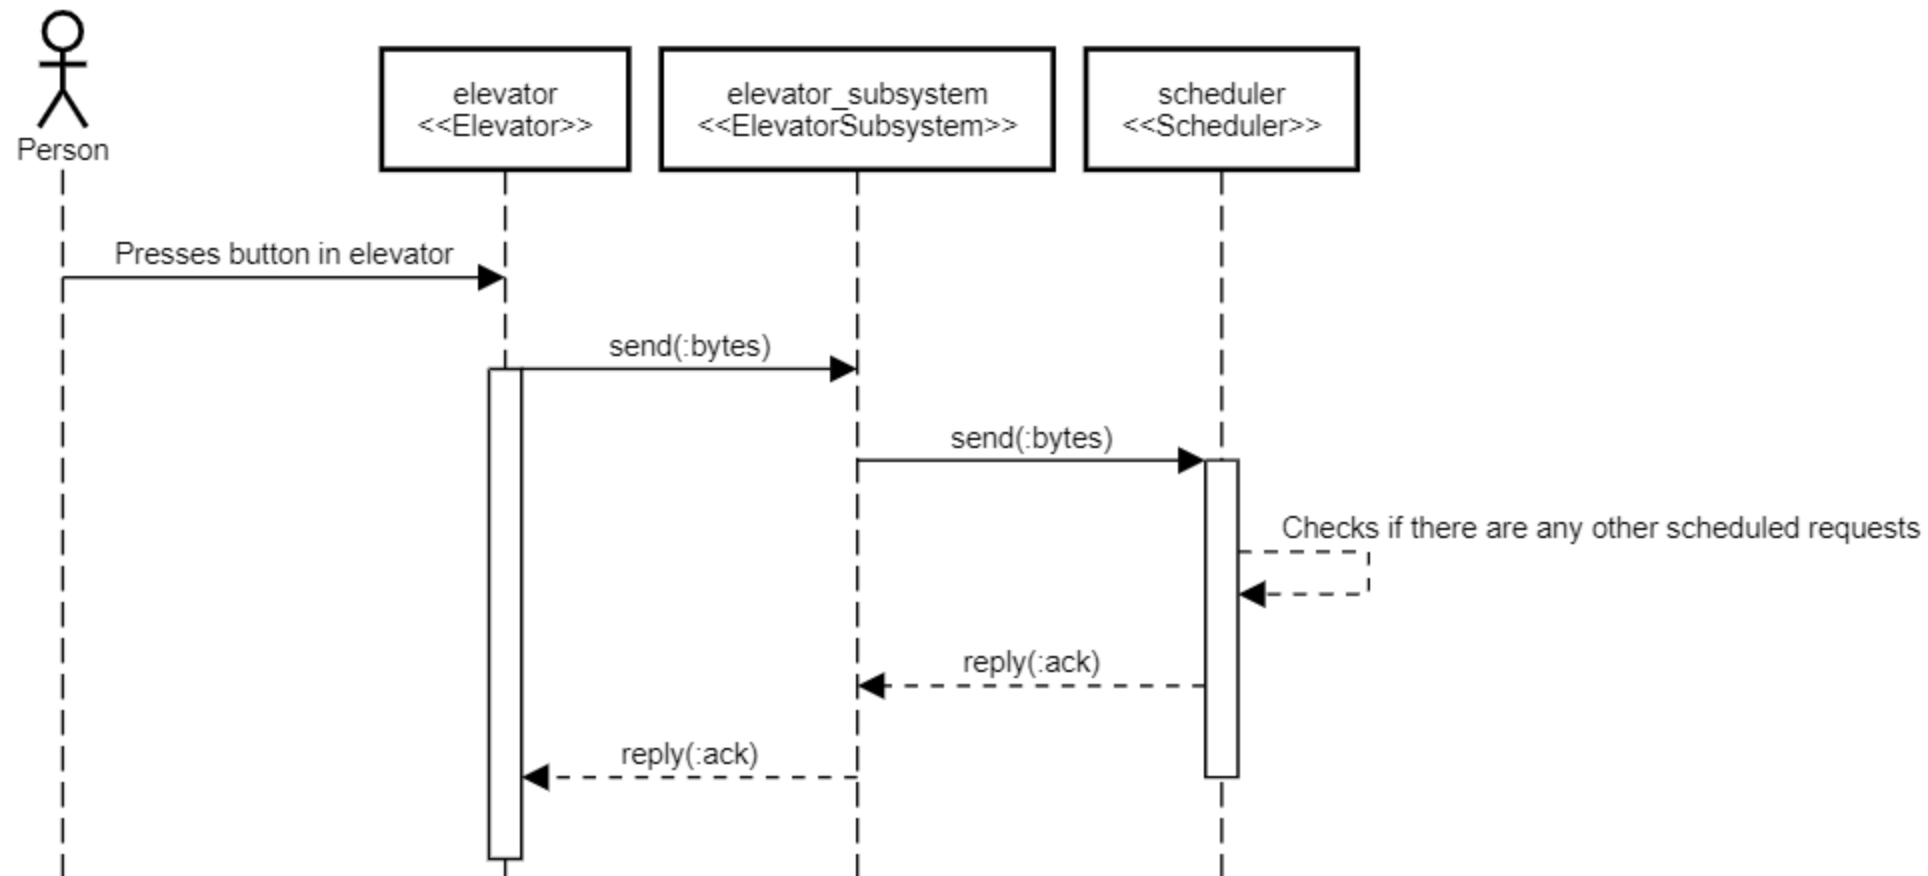 Person
elevator
<<Elevator>>
elevator_subsystem
<<ElevatorSubsystem>>
scheduler
<<Scheduler>>
Presses button in elevator
send(:bytes)
send(:bytes)
Checks if there are any other scheduled requests
reply(:ack)
reply(:ack)